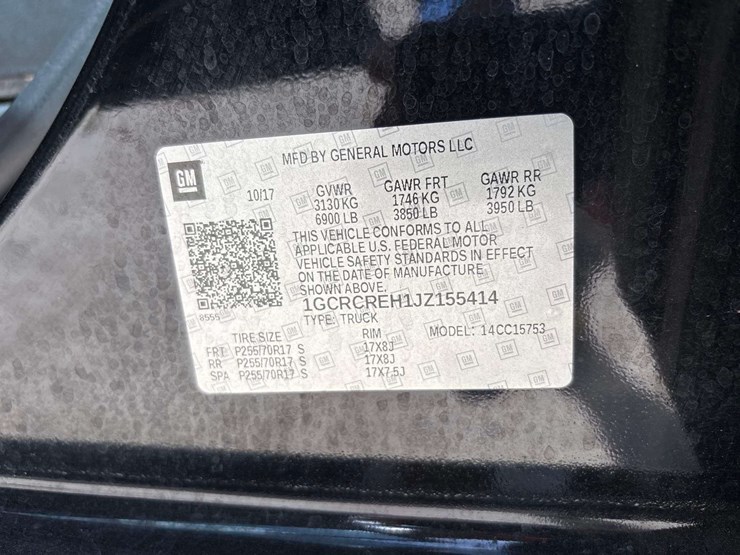 MFD BY GENERAL MOTORS LLC
GM
10/17
GVWR GAWR FRT GAWR RR
3130 KG 1746 KG 1792 KG
6900 LB 3850 LB 3950 LB
THIS VEHICLE CONFORMS TO ALL
APPLICABLE U.S. FEDERAL MOTOR
VEHICLE SAFETY STANDARDS IN EFFECT
ON THE DATE OF MANUFACTURE
SHOWN ABOVE.
1GCRCREH1JZ155414
8555
TYPE: TRUCK
MODEL: 14CC15753
TIRE SIZE RIM
FRT P255/70R17 S 17X8J
RR P255/70R17 S 17X8J
SPA P255/70R17 S 17X7.5J